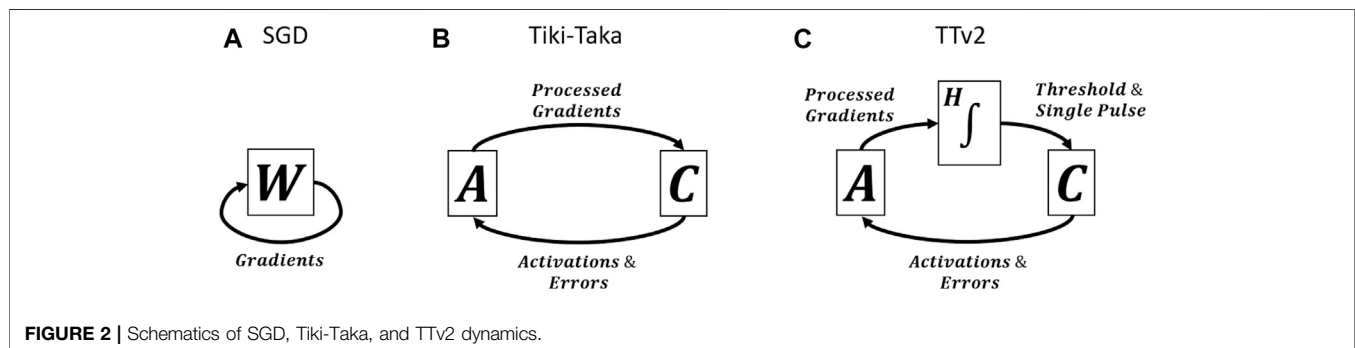 A SGD
W
Gradients
B Tiki-Taka
Processed
Gradients
A
C
Activations &
Errors
C TTv2
Processed
Gradients
H ∫
Threshold &
Single Pulse
A
C
Activations &
Errors
FIGURE 2 | Schematics of SGD, Tiki-Taka, and TTv2 dynamics.